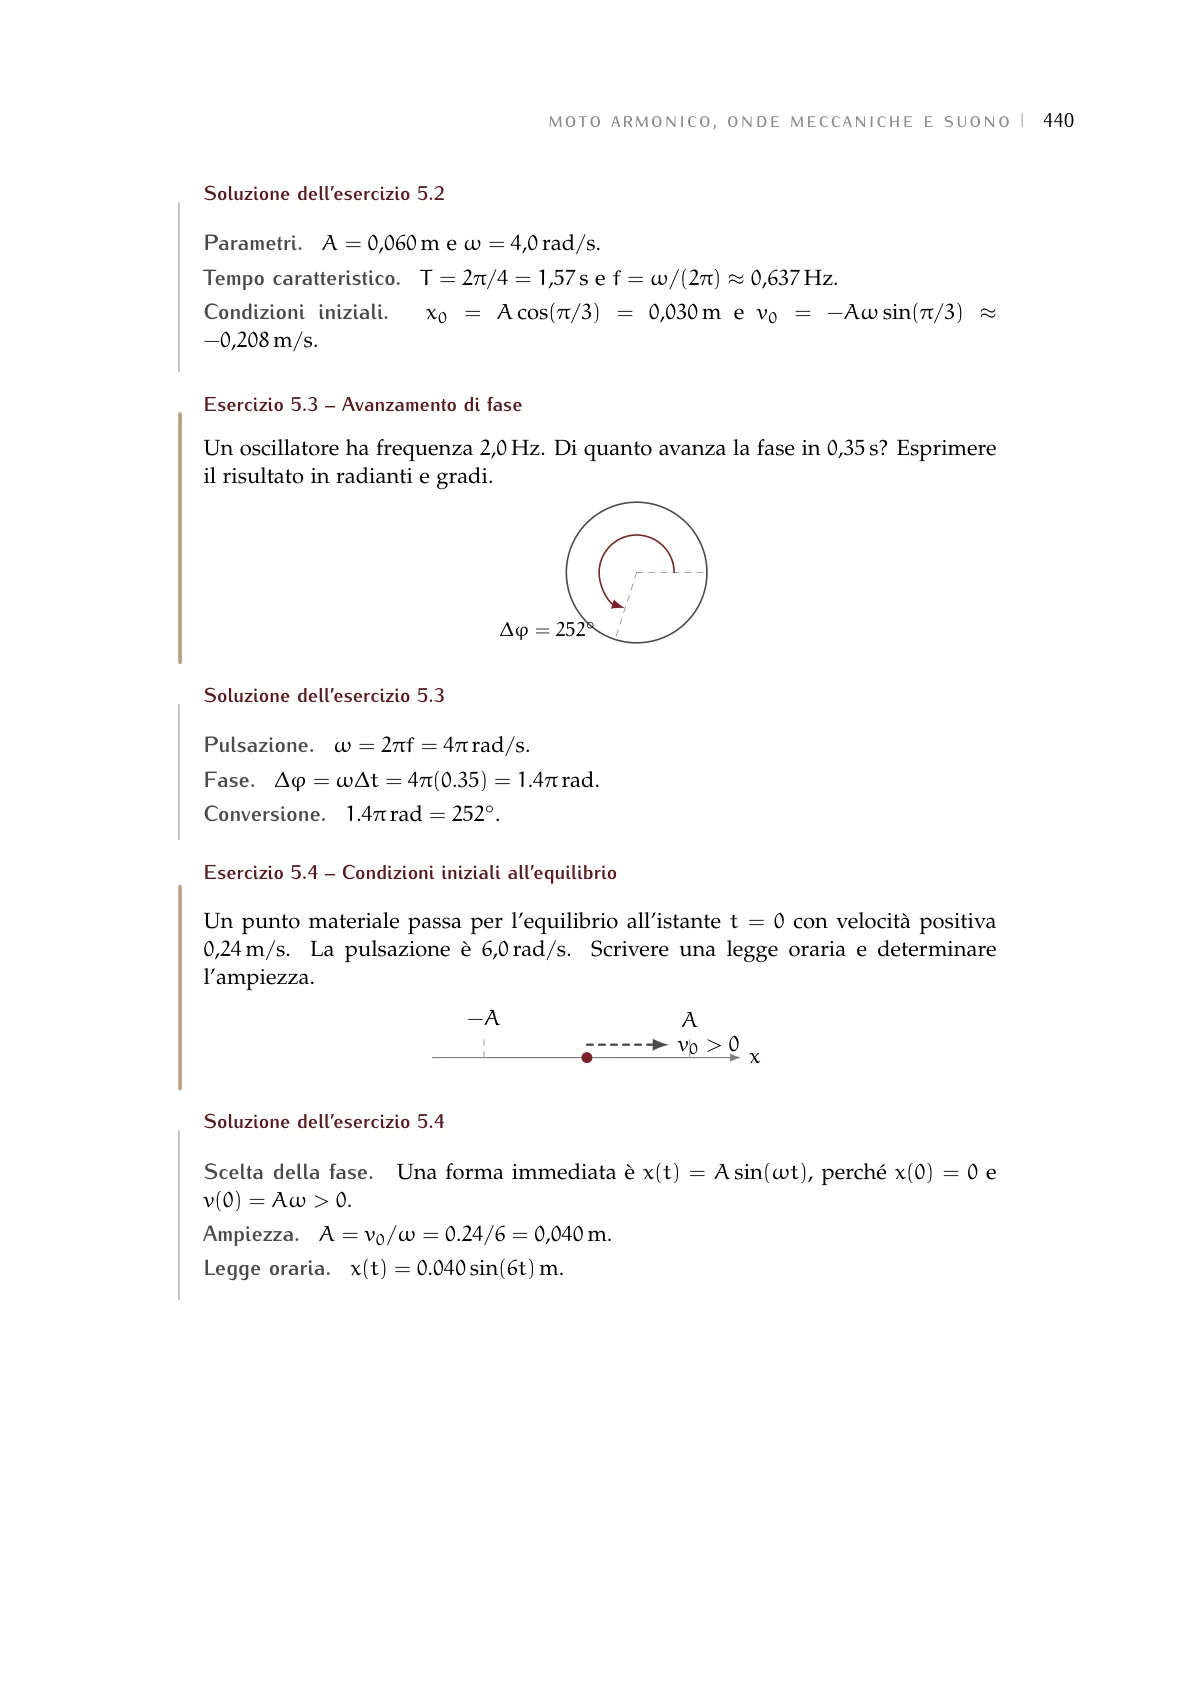 MOTO ARMONICO, ONDE MECCANICHE E SUONO | 440
Soluzione dell'esercizio 5.2
Parametri. A = 0,060 m e ω = 4,0 rad/s.
Tempo caratteristico. T = 2π/4 = 1,57 s e f = ω/(2π) ≈ 0,637 Hz.
Condizioni iniziali. x₀ = A cos(π/3) = 0,030 m e v₀ = −Aω sin(π/3) ≈
−0,208 m/s.
Esercizio 5.3 – Avanzamento di fase
Un oscillatore ha frequenza 2,0 Hz. Di quanto avanza la fase in 0,35 s? Esprimere
il risultato in radianti e gradi.
Δφ = 252°
Soluzione dell'esercizio 5.3
Pulsazione. ω = 2πf = 4π rad/s.
Fase. Δφ = ωΔt = 4π(0.35) = 1.4π rad.
Conversione. 1.4π rad = 252°.
Esercizio 5.4 – Condizioni iniziali all'equilibrio
Un punto materiale passa per l'equilibrio all'istante t = 0 con velocità positiva
0,24 m/s. La pulsazione è 6,0 rad/s. Scrivere una legge oraria e determinare
l'ampiezza.
−A A
v₀ > 0 x
Soluzione dell'esercizio 5.4
Scelta della fase. Una forma immediata è x(t) = A sin(ωt), perché x(0) = 0 e
v(0) = Aω > 0.
Ampiezza. A = v₀/ω = 0.24/6 = 0,040 m.
Legge oraria. x(t) = 0.040 sin(6t) m.